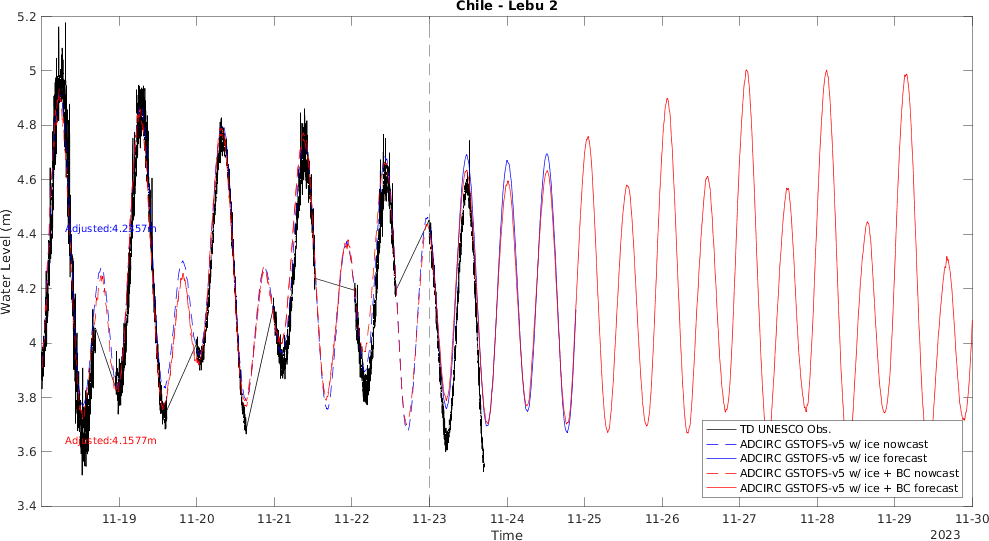 Chile - Lebu 2
5.2
5
4.8
4.6
4.4
4.2
4
3.8
3.6
3.4
Water Level (m)
Adjusted:4.2357m
Adjusted:4.1577m
TD UNESCO Obs.
ADCIRC GSTOFS-v5 w/ ice nowcast
ADCIRC GSTOFS-v5 w/ ice forecast
ADCIRC GSTOFS-v5 w/ ice + BC nowcast
ADCIRC GSTOFS-v5 w/ ice + BC forecast
11-19 11-20 11-21 11-22 11-23 11-24 11-25 11-26 11-27 11-28 11-29 11-30
Time
2023